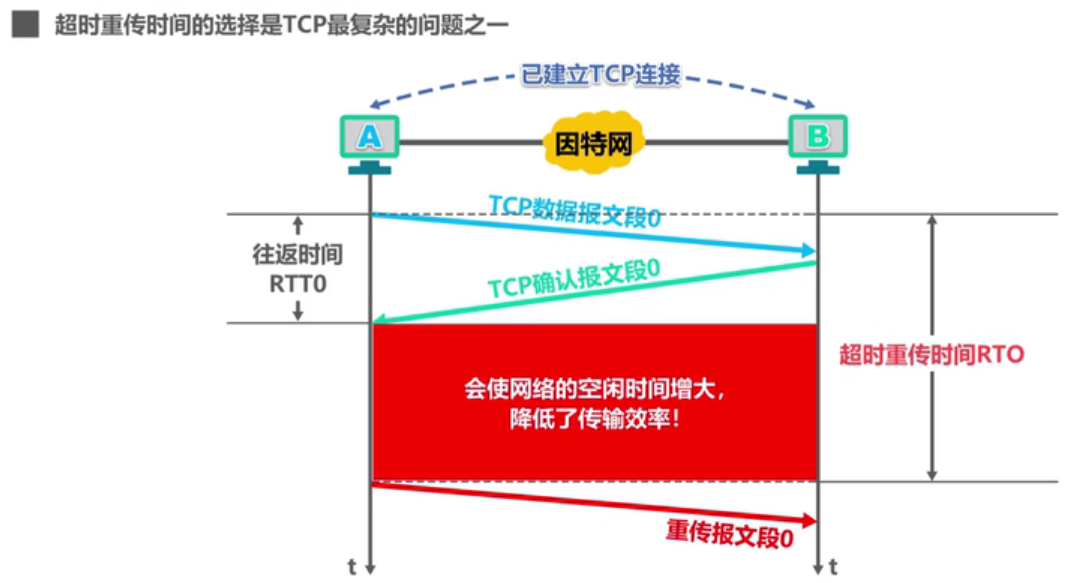 超时重传时间的选择是TCP最复杂的问题之一
已建立TCP连接
A
因特网
B
TCP数据报文段0
往返时间
RTT0
TCP确认报文段0
超时重传时间RTO
会使网络的空闲时间增大，
降低了传输效率！
重传报文段0
t
t